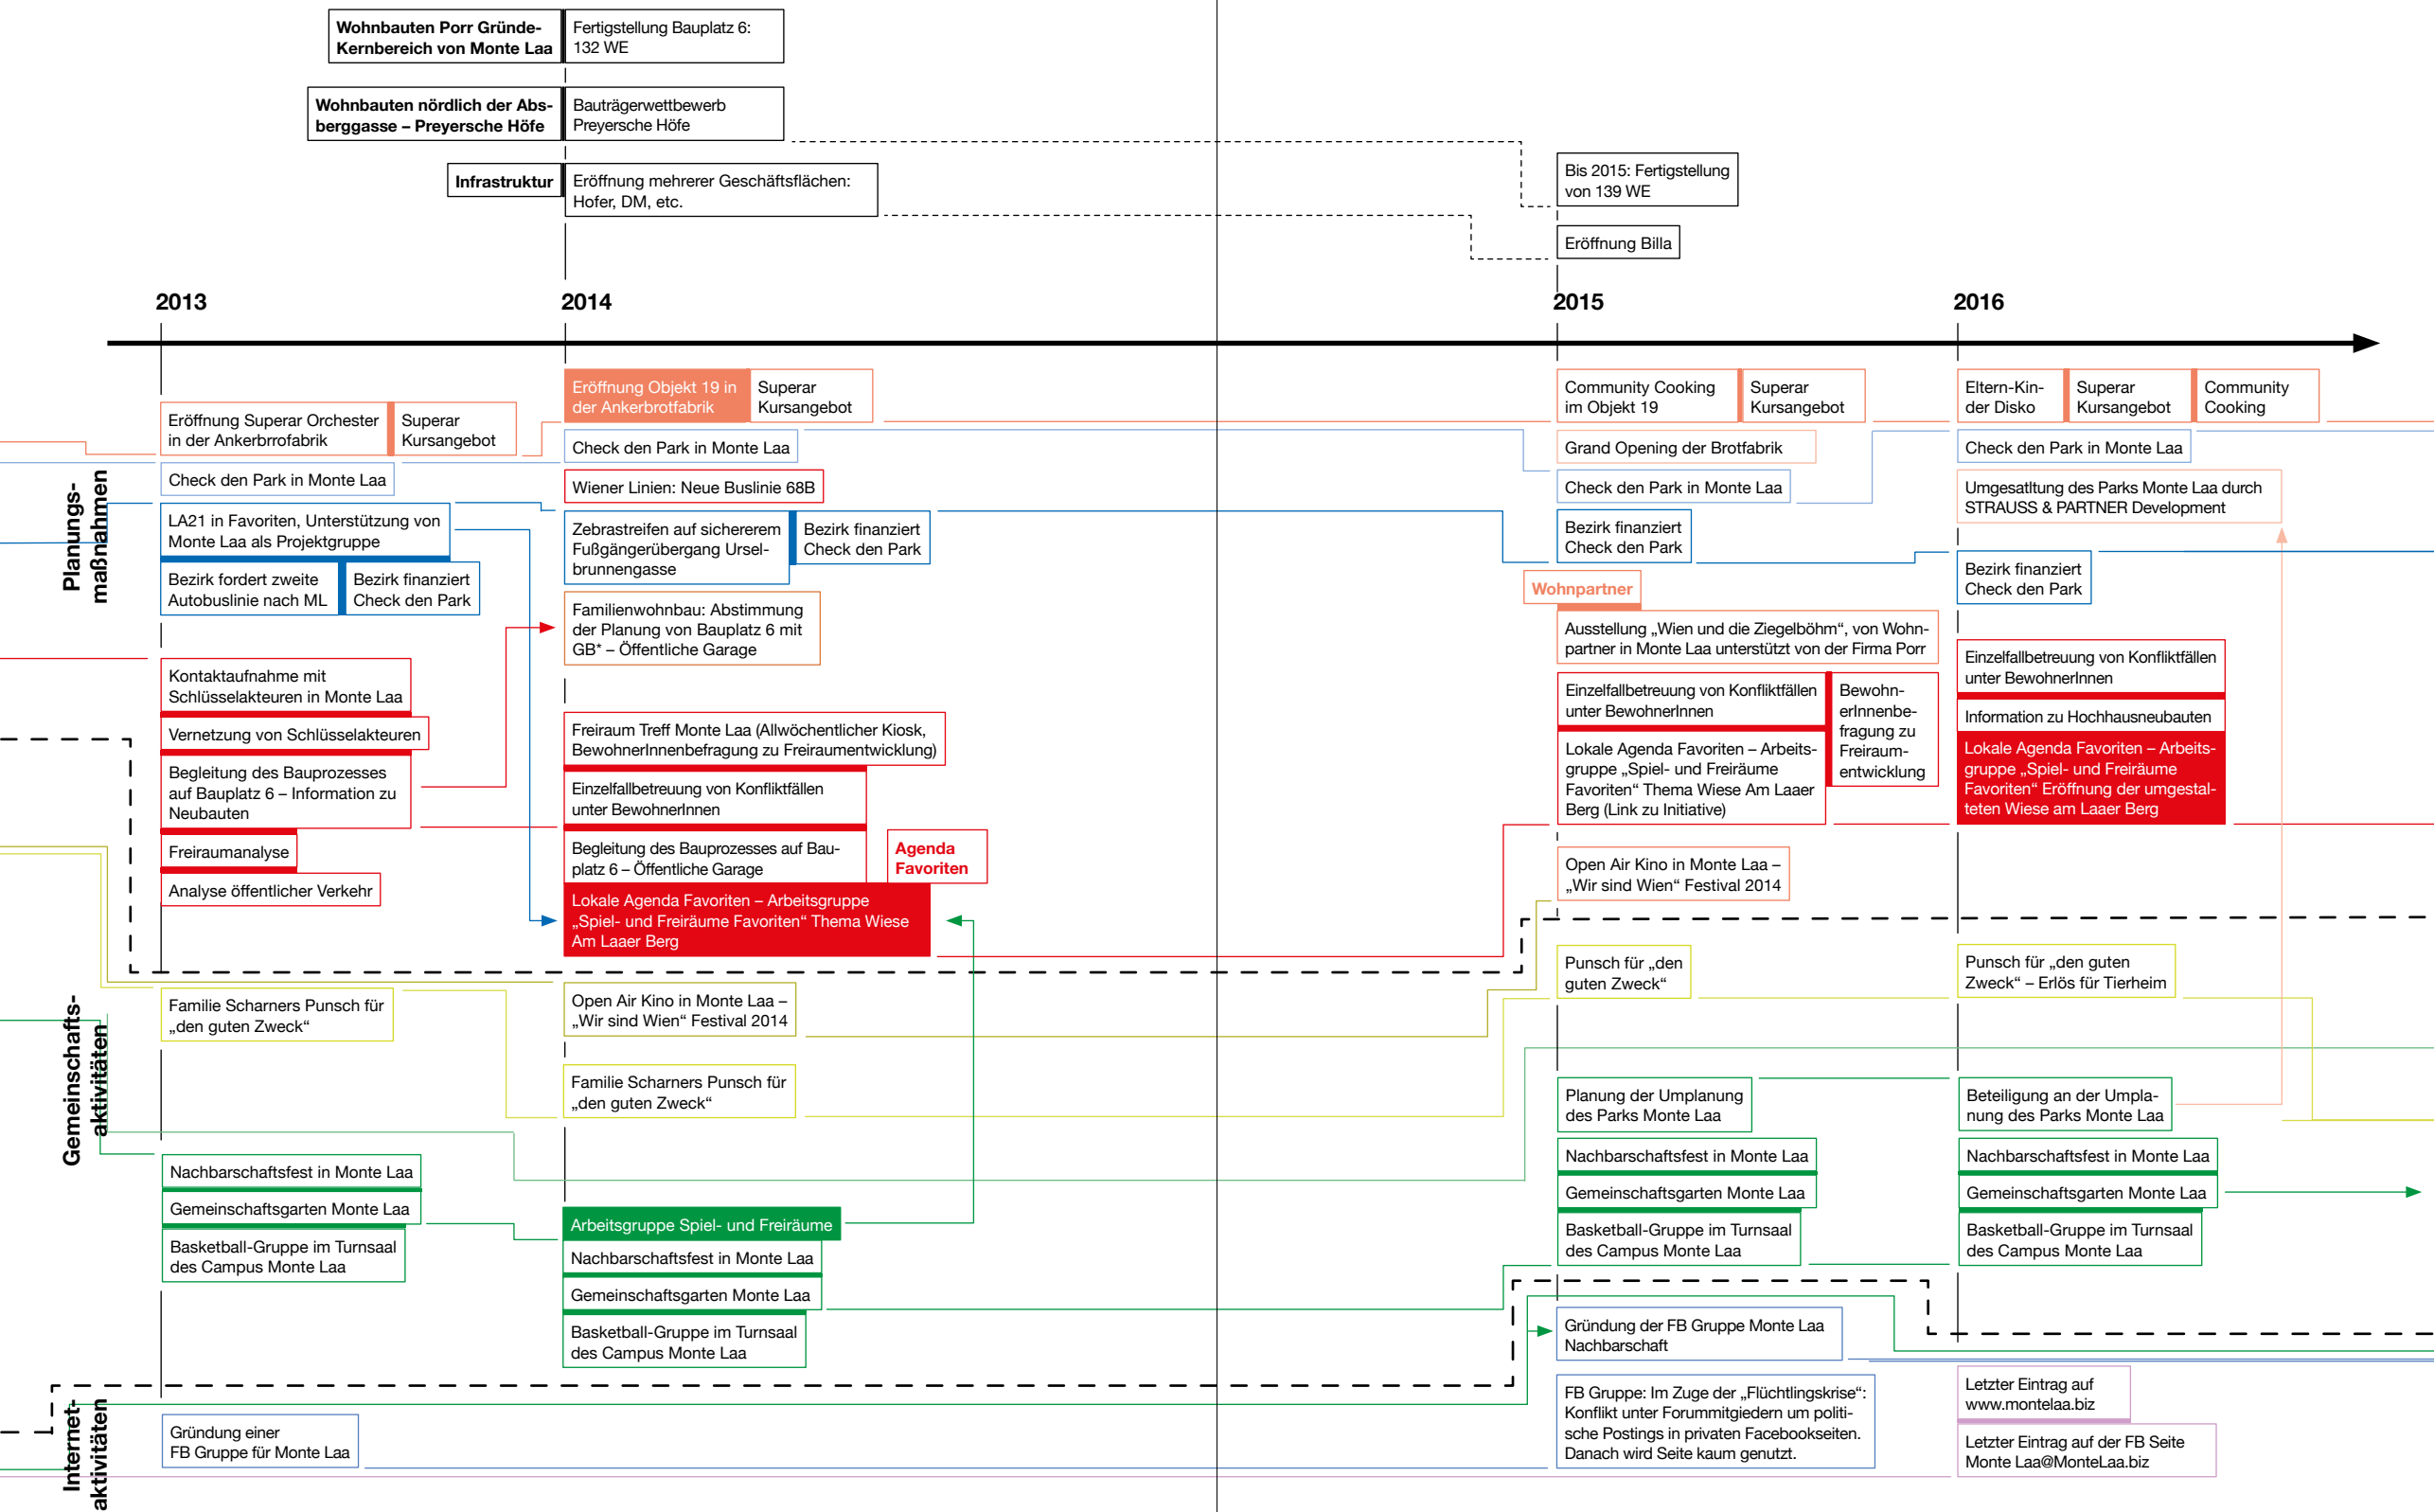 Wohnbauten Porr Gründe-
Kernbereich von Monte Laa
Fertigstellung Bauplatz 6:
132 WE
Wohnbauten nördlich der Abs-
berggasse – Preyersche Höfe
Bauträgerwettbewerb
Preyersche Höfe
Infrastruktur
Eröffnung mehrerer Geschäftsflächen:
Hofer, DM, etc.
Bis 2015: Fertigstellung
von 139 WE
Eröffnung Billa
2013
2014
2015
2016
Planungs-
maßnahmen
Eröffnung Superar Orchester
in der Ankerbrrofabrik
Superar
Kursangebot
Check den Park in Monte Laa
LA21 in Favoriten, Unterstützung von
Monte Laa als Projektgruppe
Bezirk fordert zweite
Autobuslinie nach ML
Bezirk finanziert
Check den Park
Kontaktaufnahme mit
Schlüsselakteuren in Monte Laa
Vernetzung von Schlüsselakteuren
Begleitung des Bauprozesses
auf Bauplatz 6 – Information zu
Neubauten
Freiraumanalyse
Analyse öffentlicher Verkehr
Eröffnung Objekt 19 in
der Ankerbrotfabrik
Superar
Kursangebot
Check den Park in Monte Laa
Wiener Linien: Neue Buslinie 68B
Zebrastreifen auf sichererem
Fußgängerübergang Ursel-
brunnengasse
Bezirk finanziert
Check den Park
Familienwohnbau: Abstimmung
der Planung von Bauplatz 6 mit
GB* – Öffentliche Garage
Freiraum Treff Monte Laa (Allwöchentlicher Kiosk,
BewohnerInnenbefragung zu Freiraumentwicklung)
Einzelfallbetreuung von Konfliktfällen
unter BewohnerInnen
Begleitung des Bauprozesses auf Bau-
platz 6 – Öffentliche Garage
Agenda
Favoriten
Lokale Agenda Favoriten – Arbeitsgruppe
„Spiel- und Freiräume Favoriten“ Thema Wiese
Am Laaer Berg
Community Cooking
im Objekt 19
Superar
Kursangebot
Grand Opening der Brotfabrik
Check den Park in Monte Laa
Bezirk finanziert
Check den Park
Wohnpartner
Ausstellung „Wien und die Ziegelböhm“, von Wohn-
partner in Monte Laa unterstützt von der Firma Porr
Einzelfallbetreuung von Konfliktfällen
unter BewohnerInnen
Bewohn-
erInnenbe-
fragung zu
Freiraum-
entwicklung
Lokale Agenda Favoriten – Arbeits-
gruppe „Spiel- und Freiräume
Favoriten“ Thema Wiese Am Laaer
Berg (Link zu Initiative)
Open Air Kino in Monte Laa –
„Wir sind Wien“ Festival 2014
Eltern-Kin-
der Disko
Superar
Kursangebot
Community
Cooking
Check den Park in Monte Laa
Umgesatltung des Parks Monte Laa durch
STRAUSS & PARTNER Development
Bezirk finanziert
Check den Park
Einzelfallbetreuung von Konfliktfällen
unter BewohnerInnen
Information zu Hochhausneubauten
Lokale Agenda Favoriten – Arbeits-
gruppe „Spiel- und Freiräume
Favoriten“ Eröffnung der umgestal-
teten Wiese am Laaer Berg
Gemeinschafts-
aktivitäten
Familie Scharners Punsch für
„den guten Zweck“
Nachbarschaftsfest in Monte Laa
Gemeinschaftsgarten Monte Laa
Basketball-Gruppe im Turnsaal
des Campus Monte Laa
Open Air Kino in Monte Laa –
„Wir sind Wien“ Festival 2014
Familie Scharners Punsch für
„den guten Zweck“
Arbeitsgruppe Spiel- und Freiräume
Nachbarschaftsfest in Monte Laa
Gemeinschaftsgarten Monte Laa
Basketball-Gruppe im Turnsaal
des Campus Monte Laa
Punsch für „den
guten Zweck“
Planung der Umplanung
des Parks Monte Laa
Nachbarschaftsfest in Monte Laa
Gemeinschaftsgarten Monte Laa
Basketball-Gruppe im Turnsaal
des Campus Monte Laa
Punsch für „den guten
Zweck“ – Erlös für Tierheim
Beteiligung an der Umpla-
nung des Parks Monte Laa
Nachbarschaftsfest in Monte Laa
Gemeinschaftsgarten Monte Laa
Basketball-Gruppe im Turnsaal
des Campus Monte Laa
Internet-
aktivitäten
Gründung einer
FB Gruppe für Monte Laa
Gründung der FB Gruppe Monte Laa
Nachbarschaft
FB Gruppe: Im Zuge der „Flüchtlingskrise“:
Konflikt unter Forummitgiedern um politi-
sche Postings in privaten Facebookseiten.
Danach wird Seite kaum genutzt.
Letzter Eintrag auf
www.montelaa.biz
Letzter Eintrag auf der FB Seite
Monte Laa@MonteLaa.biz